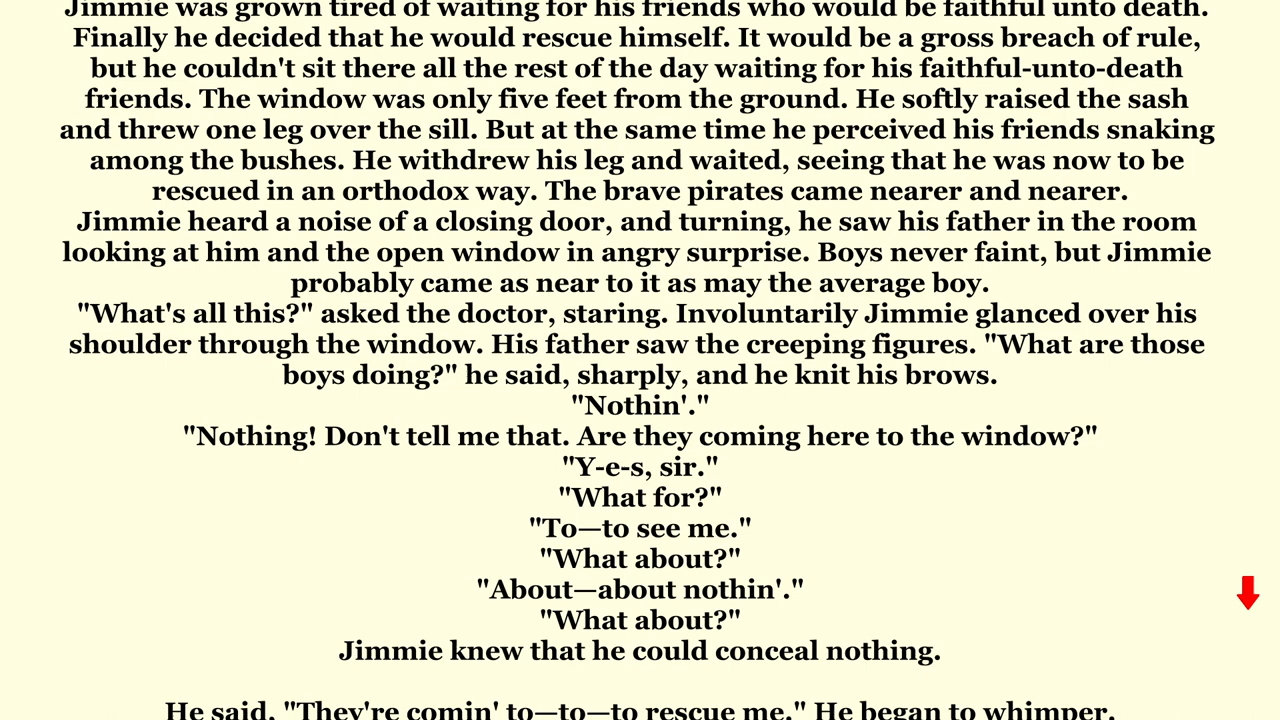 Jimmie was grown tired of waiting for his friends who would be faithful unto death.
Finally he decided that he would rescue himself. It would be a gross breach of rule,
but he couldn't sit there all the rest of the day waiting for his faithful-unto-death
friends. The window was only five feet from the ground. He softly raised the sash
and threw one leg over the sill. But at the same time he perceived his friends snaking
among the bushes. He withdrew his leg and waited, seeing that he was now to be
rescued in an orthodox way. The brave pirates came nearer and nearer.
Jimmie heard a noise of a closing door, and turning, he saw his father in the room
looking at him and the open window in angry surprise. Boys never faint, but Jimmie
probably came as near to it as may the average boy.
"What's all this?" asked the doctor, staring. Involuntarily Jimmie glanced over his
shoulder through the window. His father saw the creeping figures. "What are those
boys doing?" he said, sharply, and he knit his brows.
"Nothin'."
"Nothing! Don't tell me that. Are they coming here to the window?"
"Y-e-s, sir."
"What for?"
"To—to see me."
"What about?"
"About—about nothin'."
"What about?"
Jimmie knew that he could conceal nothing.
He said, "They're comin' to—to—to rescue me." He began to whimper.